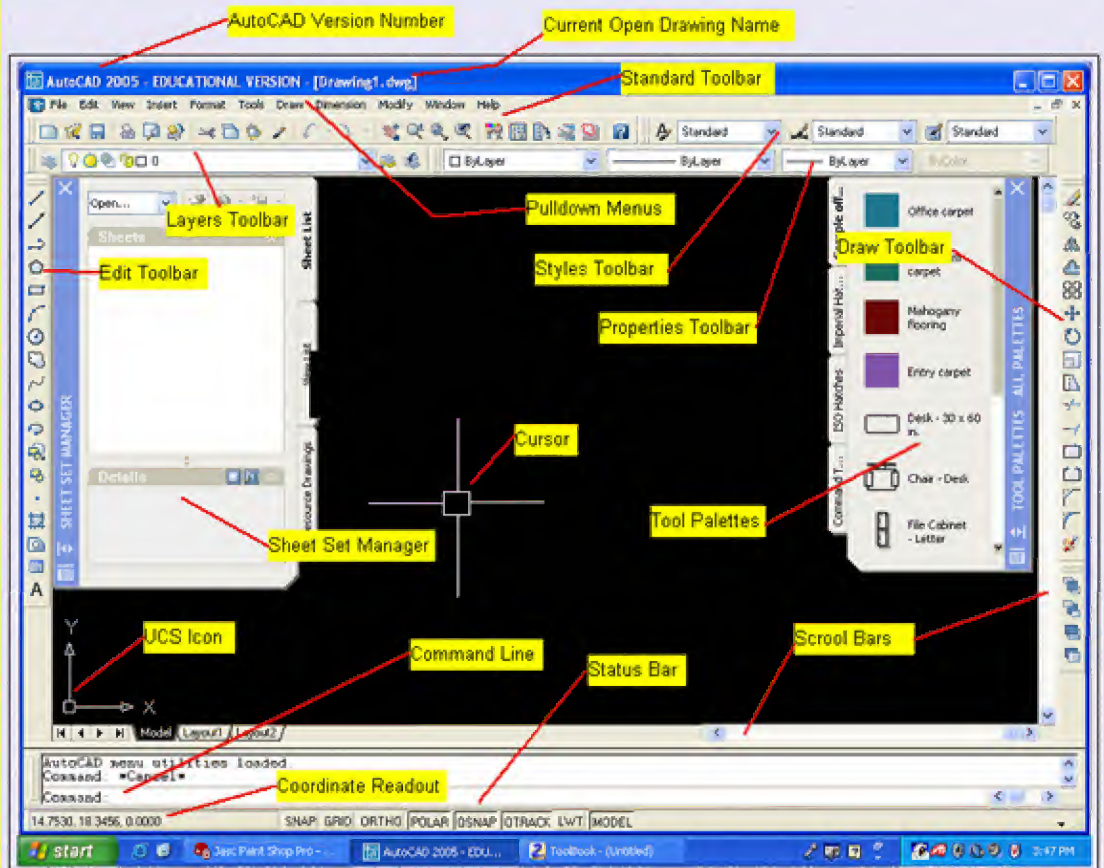 AutoCAD Version Number
Current Open Drawing Name
AutoCAD 2005 - EDUCATIONAL VERSION - [Drawing1.dwg]
Standard Toolbar
File Edit View Insert Format Tools Draw Dimension Modify Window Help
Standard Standard Standard
0 ByLayer ByLayer ByLayer ByColor
Open...
Layers Toolbar
Sheet List
Pulldown Menus
Office carpet
Sheets
Draw Toolbar
Edit Toolbar
Styles Toolbar
carpet
Imperial Hat...
Properties Toolbar
Mahogany
flooring
Entry carpet
ISO Hatches
SHEET SET MANAGER
TOOL PALETTES - ALL PALETTES
Desk - 30 x 60
in.
Cursor
Details
Resource Drawings
Command T...
Chair - Desk
Tool Palettes
File Cabinet
- Letter
Sheet Set Manager
A
Y
UCS Icon
Command Line
Scrool Bars
Status Bar
X
Model Layout1 Layout2
AutoCAD menu utilities loaded.
Command: *Cancel*
Coordinate Readout
Command:
14.7530, 18.3456, 0.0000 SNAP GRID ORTHO POLAR OSNAP OTRACK LWT MODEL
start Jasc Paint Shop Pro - ... AutoCAD 2005 - EDU... ToolBook - (Untitled) 3:47 PM